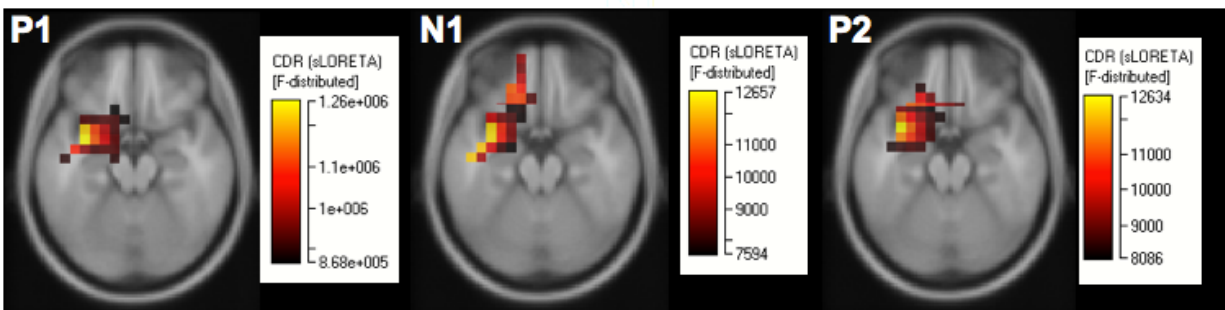 P1
CDR (sLORETA)
[F-distributed]
1.26e+006
1.1e+006
1e+006
8.68e+005
N1
CDR (sLORETA)
[F-distributed]
12657
11000
10000
9000
7594
P2
CDR (sLORETA)
[F-distributed]
12634
11000
10000
9000
8086